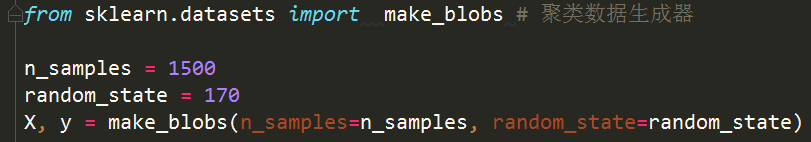 from sklearn.datasets import  make_blobs # 聚类数据生成器
n_samples = 1500
random_state = 170
X, y = make_blobs(n_samples=n_samples, random_state=random_state)